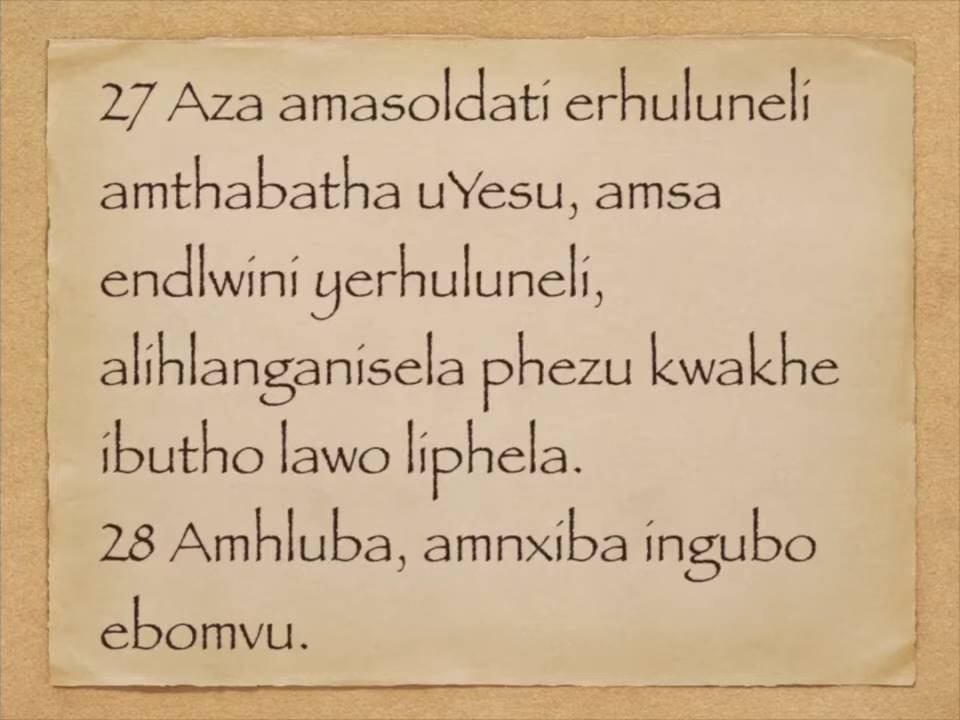 27 Aza amasoldati erhuluneli
amthabatha uYesu, amsa
endlwini yerhuluneli,
alihlanganisela phezu kwakhe
ibutho lawo liphela.
28 Amhluba, amnxiba ingubo
ebomvu.